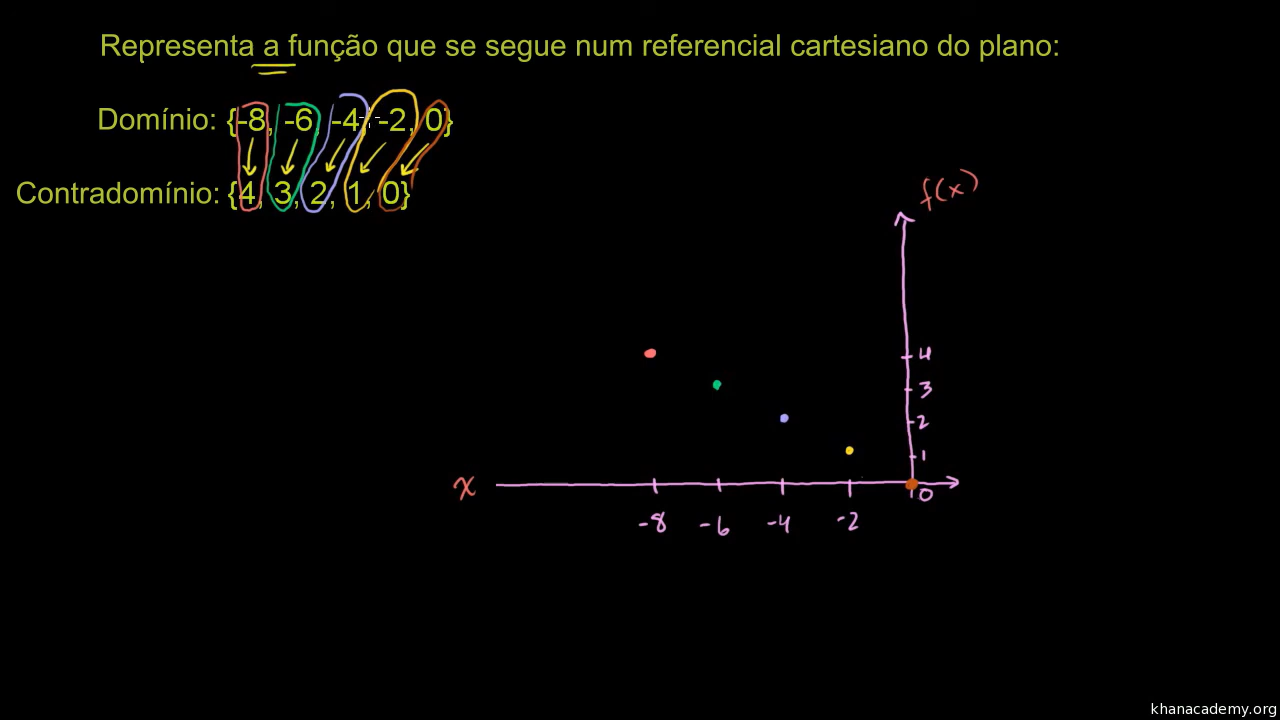 Representa a função que se segue num referencial cartesiano do plano:
Domínio: {-8, -6, -4, -2, 0}
Contradomínio: {4, 3, 2, 1, 0}
f(x)
4
3
2
1
x
0
-8 -6 -4 -2
khanacademy.org